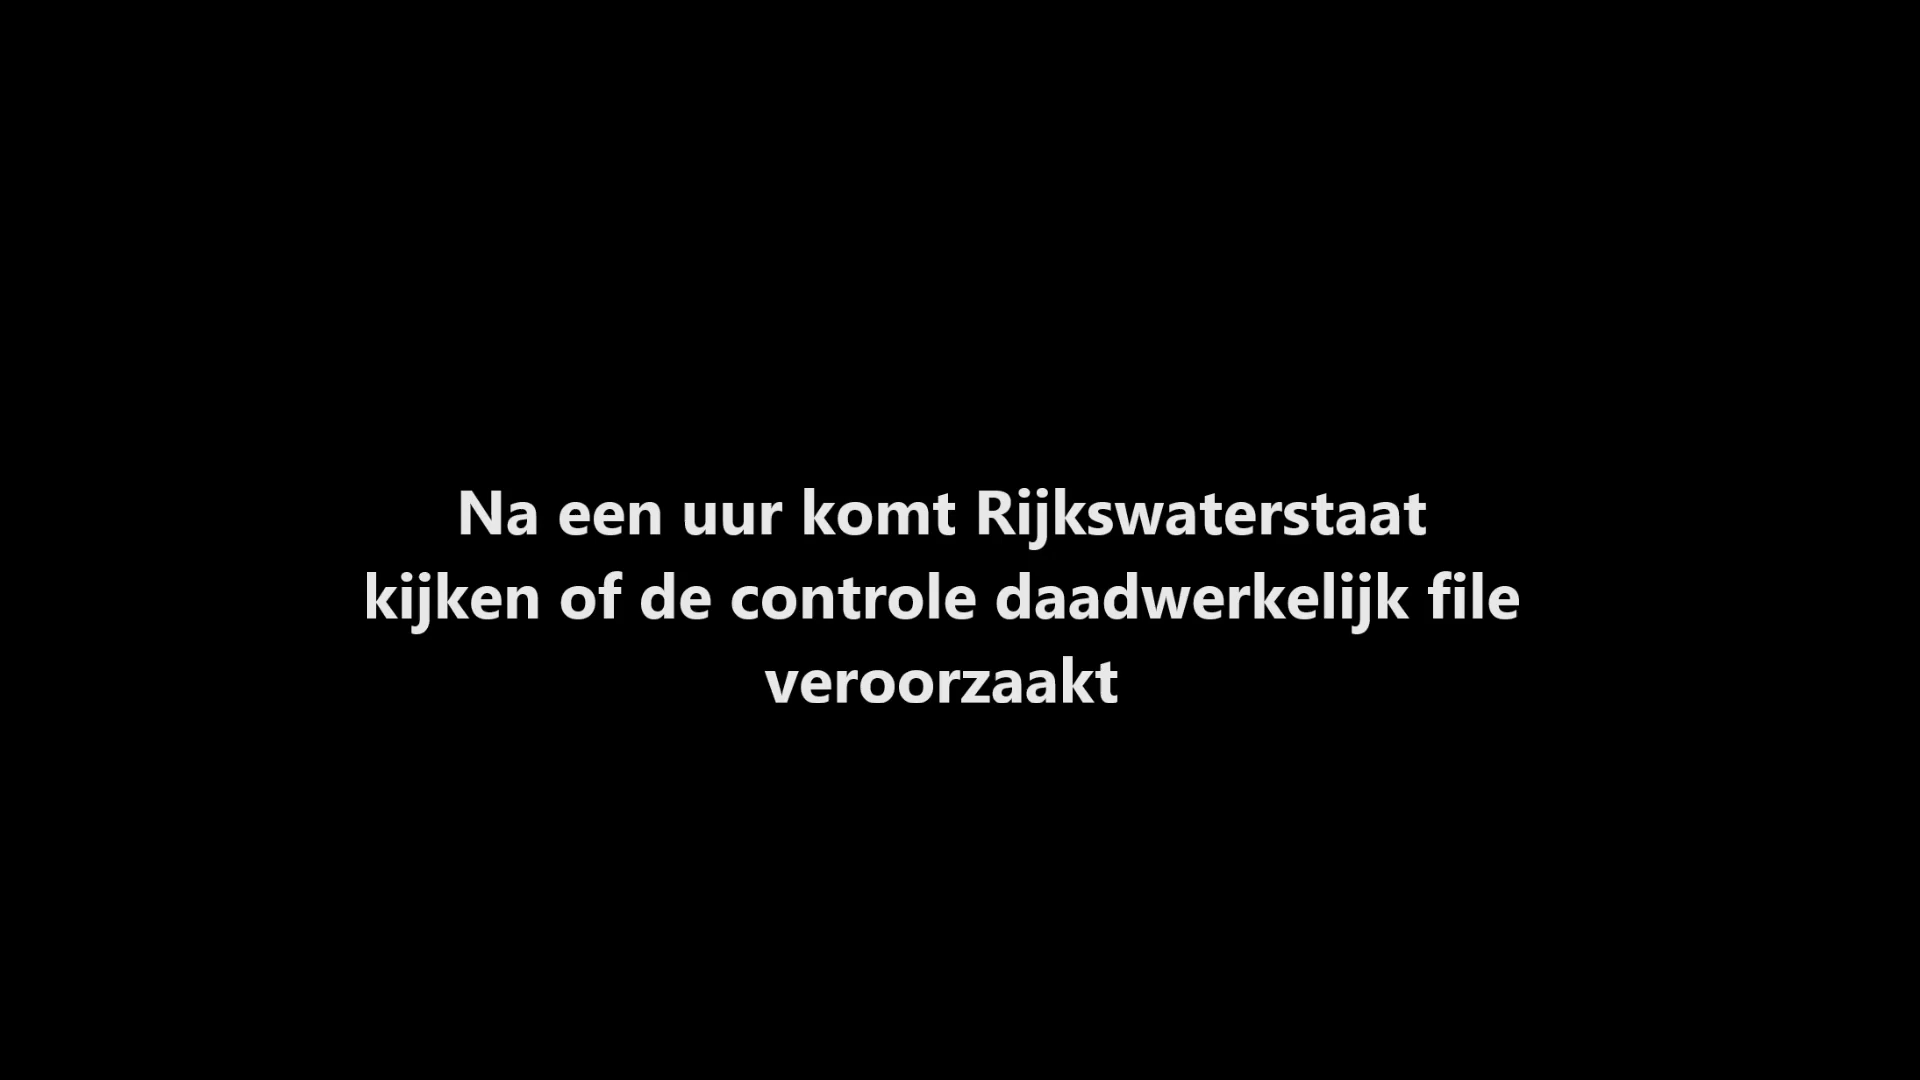 Na een uur komt Rijkswaterstaat
kijken of de controle daadwerkelijk file
veroorzaakt